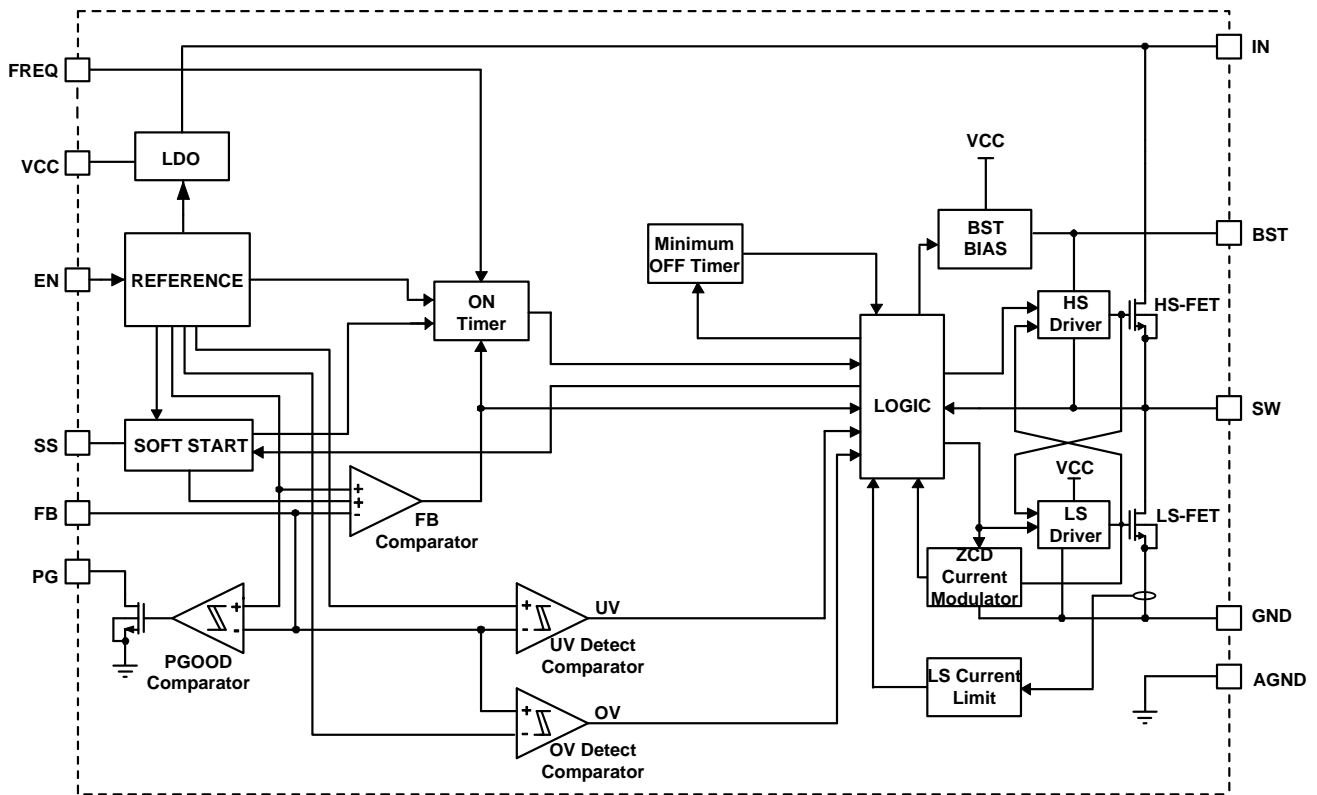 IN
FREQ
VCC
LDO
VCC
BST
BIAS
BST
Minimum
OFF Timer
EN
REFERENCE
ON
Timer
HS
Driver
HS-FET
LOGIC
SW
SS
SOFT START
VCC
+
+
-
FB
FB
Comparator
LS
Driver
LS-FET
PG
ZCD
Current
Modulator
+
-
PGOOD
Comparator
+
-
UV
UV Detect
Comparator
GND
LS Current
Limit
AGND
+
-
OV
OV Detect
Comparator